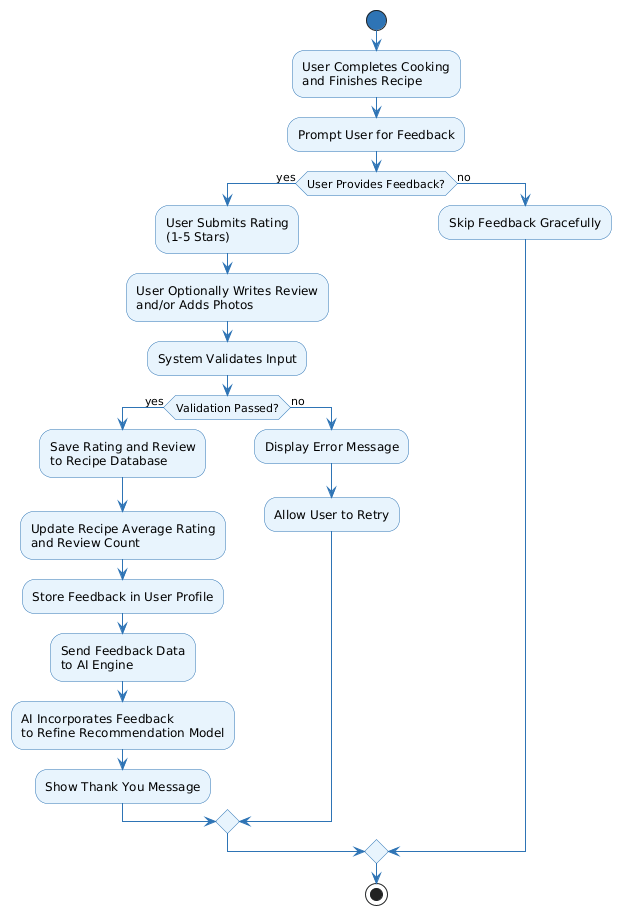 User Completes Cooking
and Finishes Recipe
Prompt User for Feedback
yes
User Provides Feedback?
no
User Submits Rating
(1-5 Stars)
Skip Feedback Gracefully
User Optionally Writes Review
and/or Adds Photos
System Validates Input
yes
Validation Passed?
no
Save Rating and Review
to Recipe Database
Display Error Message
Update Recipe Average Rating
and Review Count
Allow User to Retry
Store Feedback in User Profile
Send Feedback Data
to AI Engine
AI Incorporates Feedback
to Refine Recommendation Model
Show Thank You Message